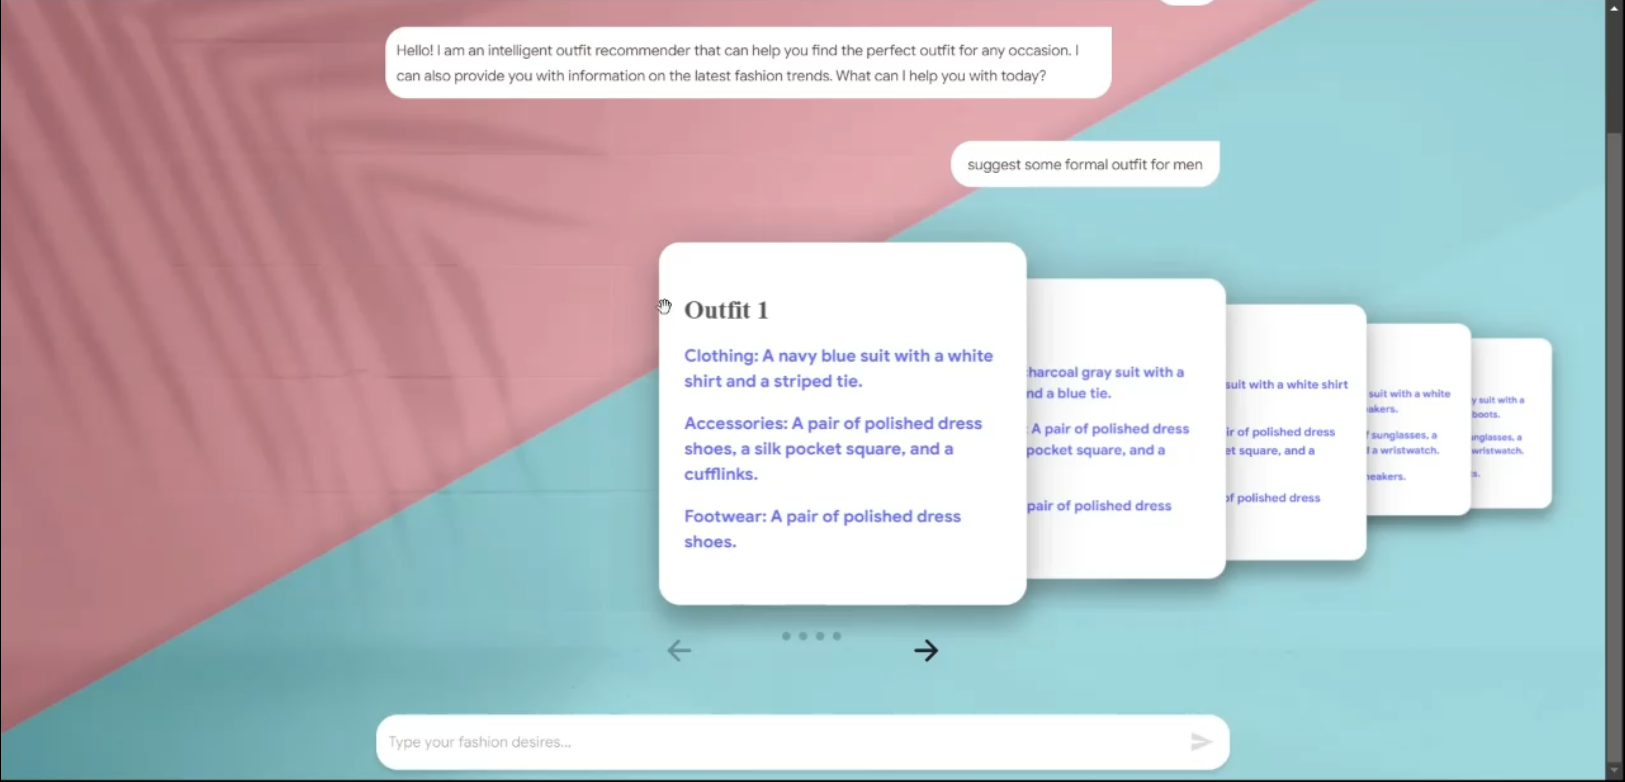 Hello! I am an intelligent outfit recommender that can help you find the perfect outfit for any occasion. I
can also provide you with information on the latest fashion trends. What can I help you with today?
suggest some formal outfit for men
Outfit 1
Clothing: A navy blue suit with a white
shirt and a striped tie.
Accessories: A pair of polished dress
shoes, a silk pocket square, and a
cufflinks.
Footwear: A pair of polished dress
shoes.
harcoal gray suit with a
nd a blue tie.
: A pair of polished dress
pocket square, and a
pair of polished dress
suit with a white shirt
ir of polished dress
et square, and a
of polished dress
suit with a white
akers.
f sunglasses, a
a wristwatch.
neakers.
y suit with a
boots.
nglasses, a
wristwatch.
s.
Type your fashion desires...